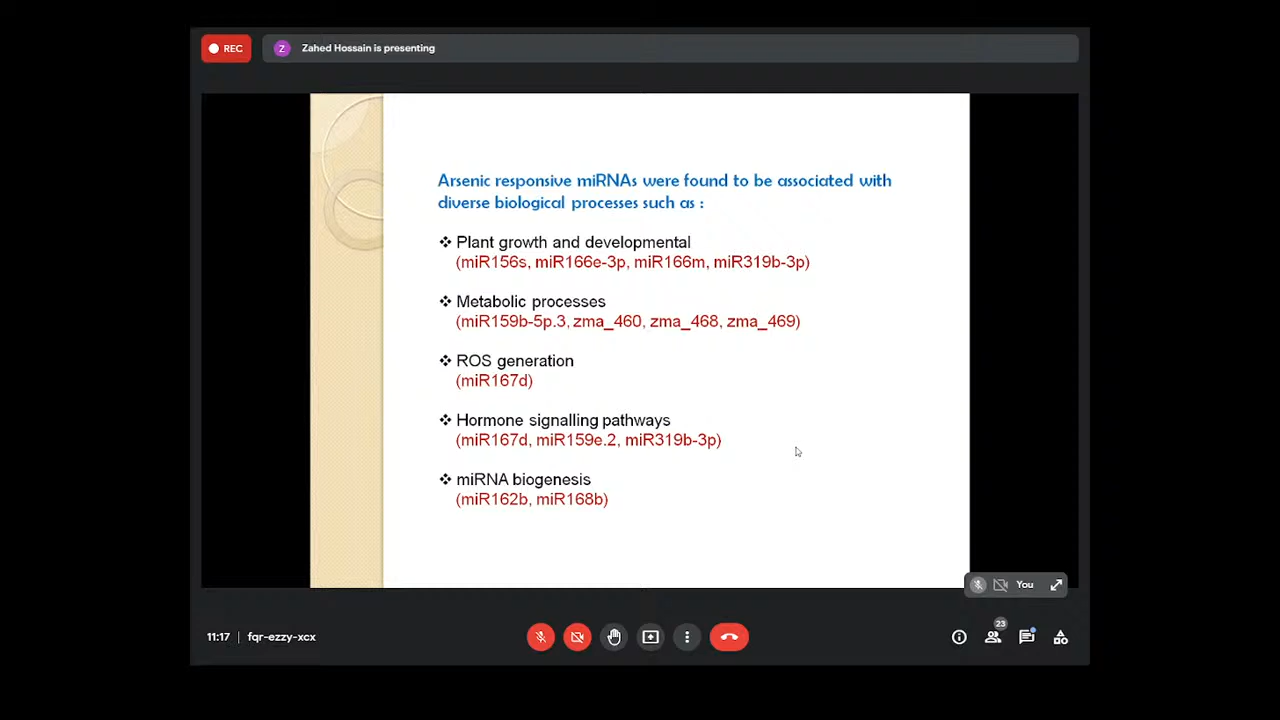 REC
Z
Zahed Hossain is presenting
Arsenic responsive miRNAs were found to be associated with
diverse biological processes such as :
❖ Plant growth and developmental
(miR156s, miR166e-3p, miR166m, miR319b-3p)
❖ Metabolic processes
(miR159b-5p.3, zma_460, zma_468, zma_469)
❖ ROS generation
(miR167d)
❖ Hormone signalling pathways
(miR167d, miR159e.2, miR319b-3p)
❖ miRNA biogenesis
(miR162b, miR168b)
You
23
11:17 | fqr-ezzy-xcx